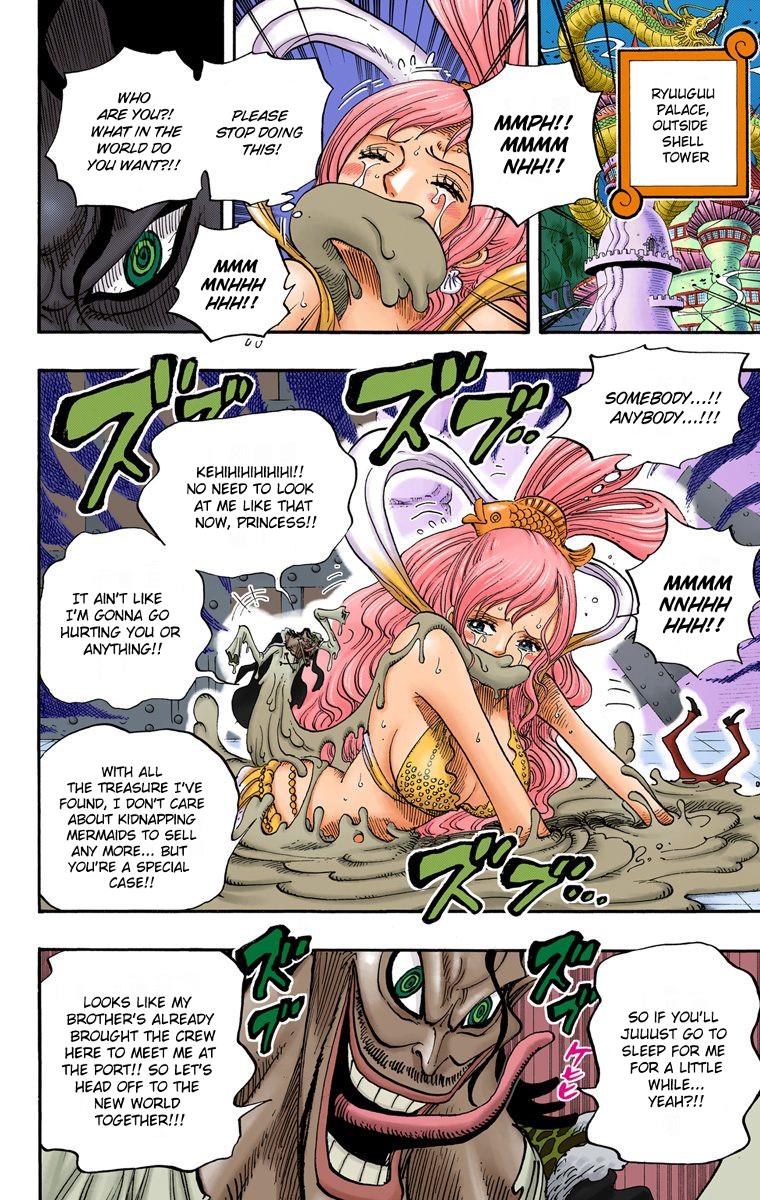 RYUUGUU
PALACE,
OUTSIDE
SHELL
TOWER
MMPH!!
MMMM
NHH!!
PLEASE
STOP DOING
THIS!
WHO
ARE YOU?!
WHAT IN THE
WORLD DO
YOU WANT?!!
MMM
MNHHH
HHH!!
SOMEBODY...!!
ANYBODY...!!!
ズズ
ズズ..
KEHIHIHIHIHIHI!!
NO NEED TO LOOK
AT ME LIKE THAT
NOW, PRINCESS!!
MMMM
NNHHH
HHH!!
IT AIN'T LIKE
I'M GONNA GO
HURTING YOU OR
ANYTHING!!
WITH ALL
THE TREASURE I'VE
FOUND, I DON'T CARE
ABOUT KIDNAPPING
MERMAIDS TO SELL
ANY MORE... BUT
YOU'RE A SPECIAL
CASE!!
ズズ...
ズズ
ズズ
ケヒヒ
SO IF YOU'LL
JUUUST GO TO
SLEEP FOR ME
FOR A LITTLE
WHILE...
YEAH?!!
LOOKS LIKE MY
BROTHER'S ALREADY
BROUGHT THE CREW
HERE TO MEET ME AT
THE PORT!! SO LET'S
HEAD OFF TO THE
NEW WORLD
TOGETHER!!!